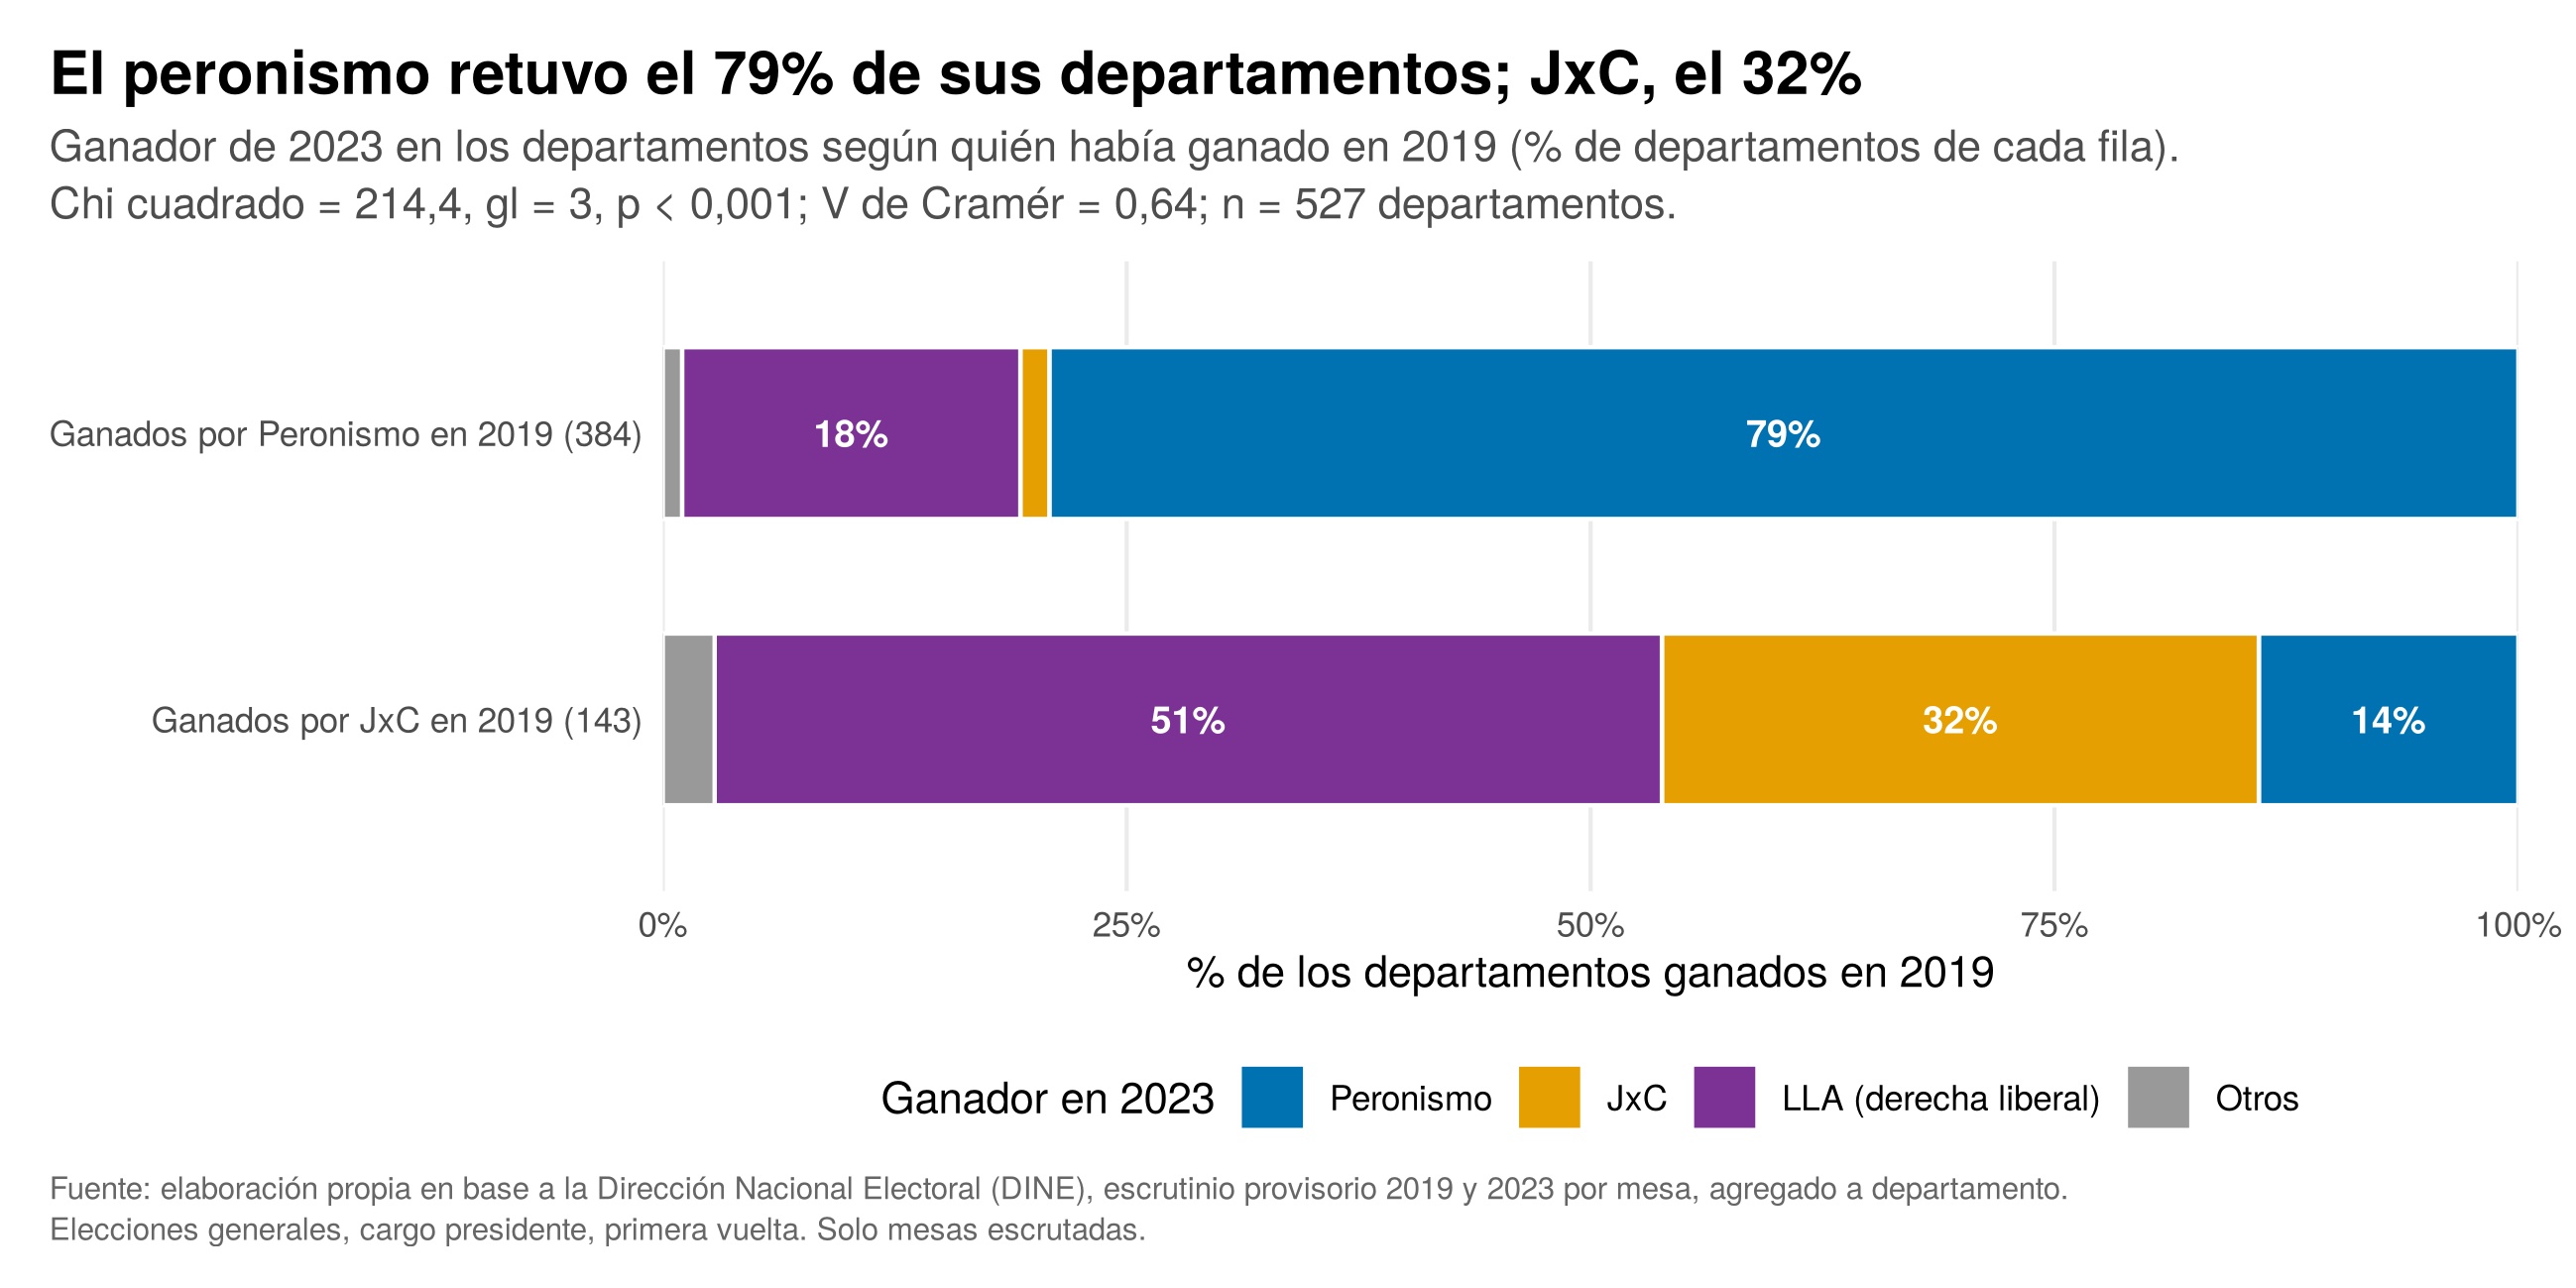 El peronismo retuvo el 79% de sus departamentos; JxC, el 32%
Ganador de 2023 en los departamentos según quién había ganado en 2019 (% de departamentos de cada fila).
Chi cuadrado = 214,4, gl = 3, p < 0,001; V de Cramér = 0,64; n = 527 departamentos.
Ganados por Peronismo en 2019 (384)
18%
79%
Ganados por JxC en 2019 (143)
51%
32%
14%
0%
25%
50%
75%
100%
% de los departamentos ganados en 2019
Ganador en 2023
Peronismo
JxC
LLA (derecha liberal)
Otros
Fuente: elaboración propia en base a la Dirección Nacional Electoral (DINE), escrutinio provisorio 2019 y 2023 por mesa, agregado a departamento.
Elecciones generales, cargo presidente, primera vuelta. Solo mesas escrutadas.